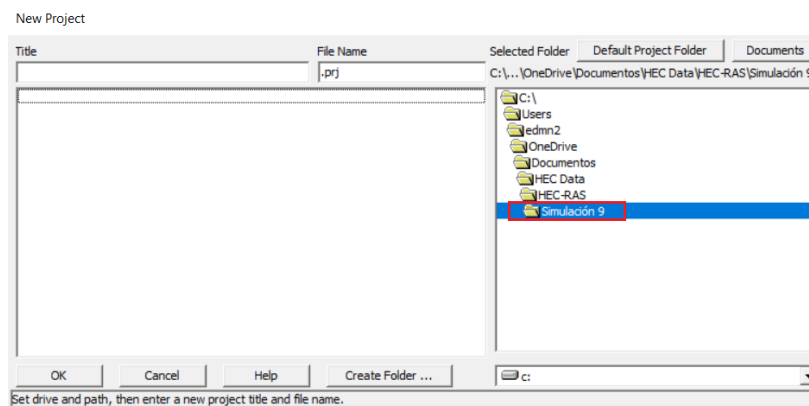 New Project
Title
File Name
Selected Folder
Default Project Folder
Documents
.prj
C:\...\OneDrive\Documentos\HEC Data\HEC-RAS\Simulación 9
C:\
Users
edmn2
OneDrive
Documentos
HEC Data
HEC-RAS
Simulación 9
OK
Cancel
Help
Create Folder ...
c:
Set drive and path, then enter a new project title and file name.